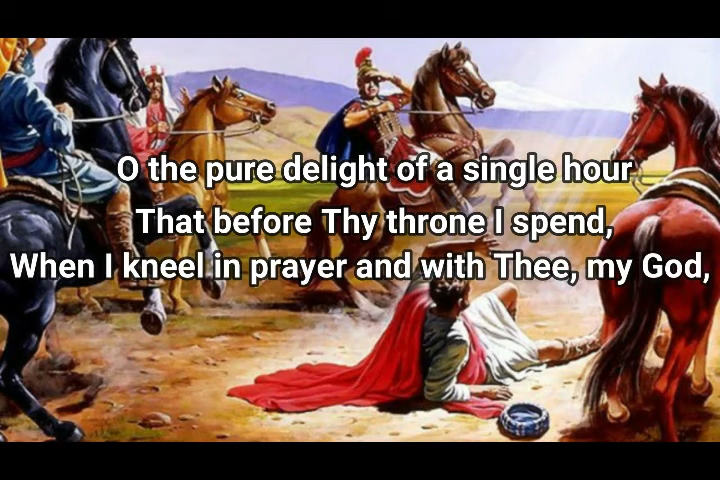 O the pure delight of a single hour
That before Thy throne I spend,
When I kneel in prayer and with Thee, my God,